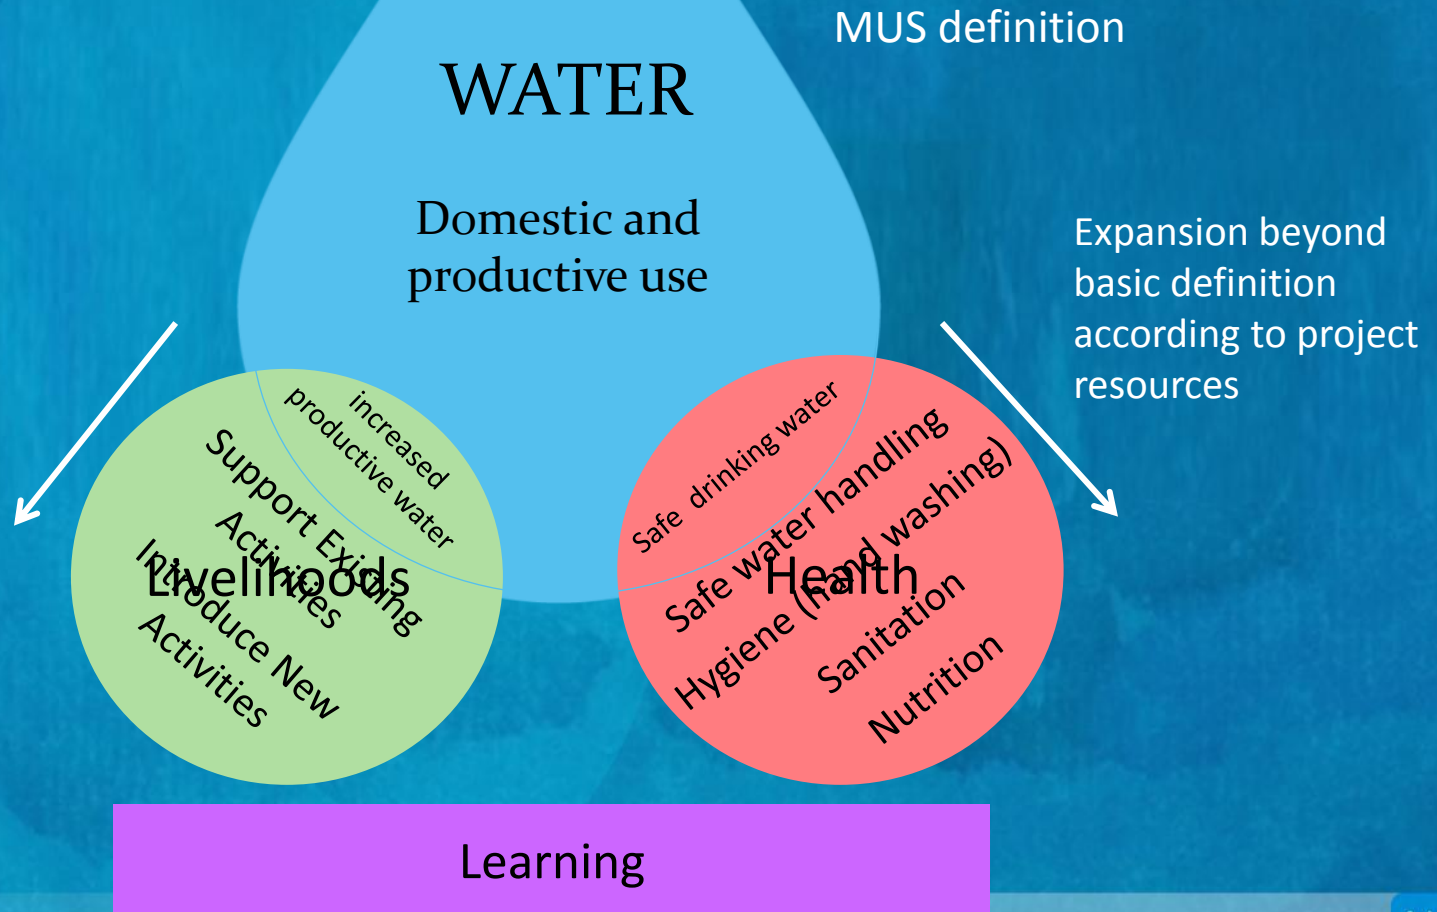 MUS definition
WATER
Domestic and
productive use
Expansion beyond
basic definition
according to project
resources
increased
productive water
Support Existing
Activities
Livelihoods
Introduce New
Activities
Safe drinking water
Safe water handling
Hygiene (hand washing)
Health
Sanitation
Nutrition
Learning